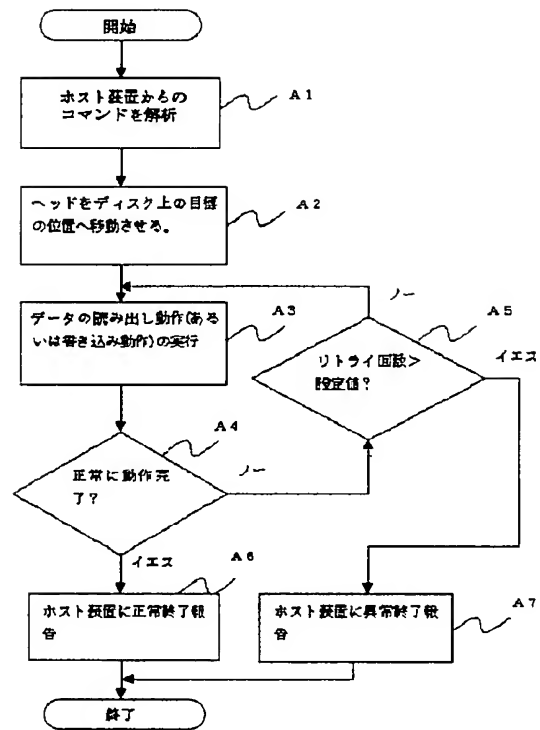 開始
ホスト装置からの
コマンドを解析
A1
ヘッドをディスク上の目標
の位置へ移動させる。
A2
データの読み出し動作(ある
いは書き込み動作)の実行
A3
ノー
A5
リトライ回数>
設定値?
イエス
A4
正常に動作完
了?
ノー
イエス
A6
ホスト装置に正常終了報
告
ホスト装置に異常終了報
告
A7
終了